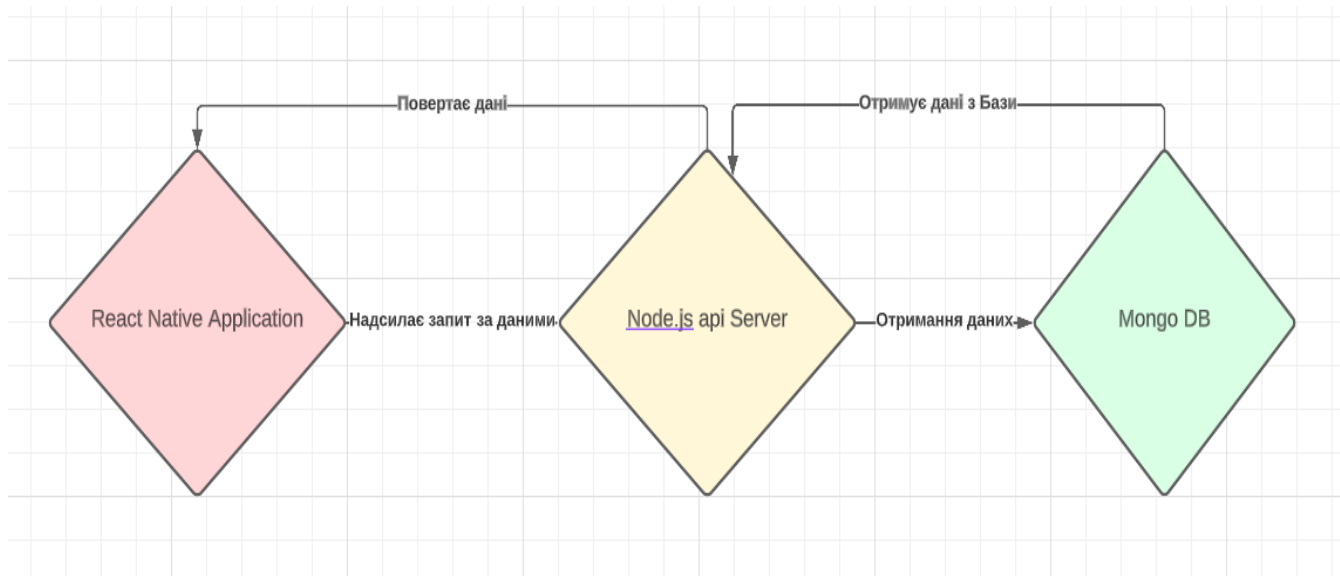 Повертає дані
Отримує дані з Бази
React Native Application
Надсилає запит за даними
Node.js api Server
Отримання даних
Mongo DB